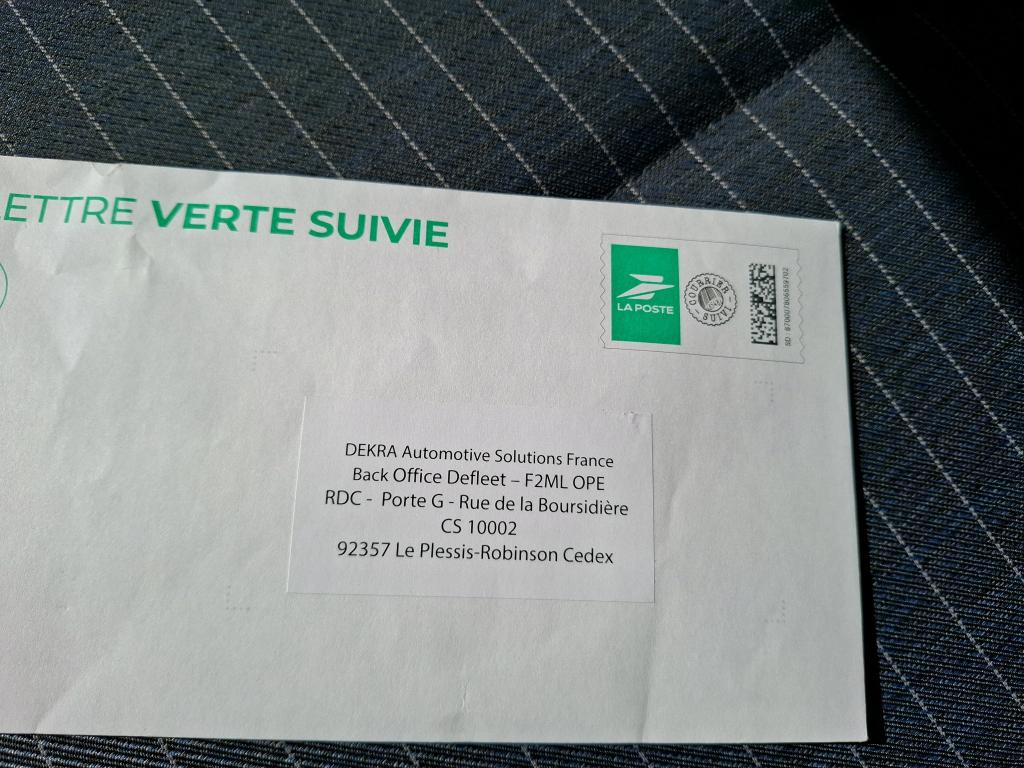 LETTRE VERTE SUIVIE
LA POSTE
COURRIER SUIVI
DEKRA Automotive Solutions France
Back Office Defleet – F2ML OPE
RDC - Porte G - Rue de la Boursidière
CS 10002
92357 Le Plessis-Robinson Cedex